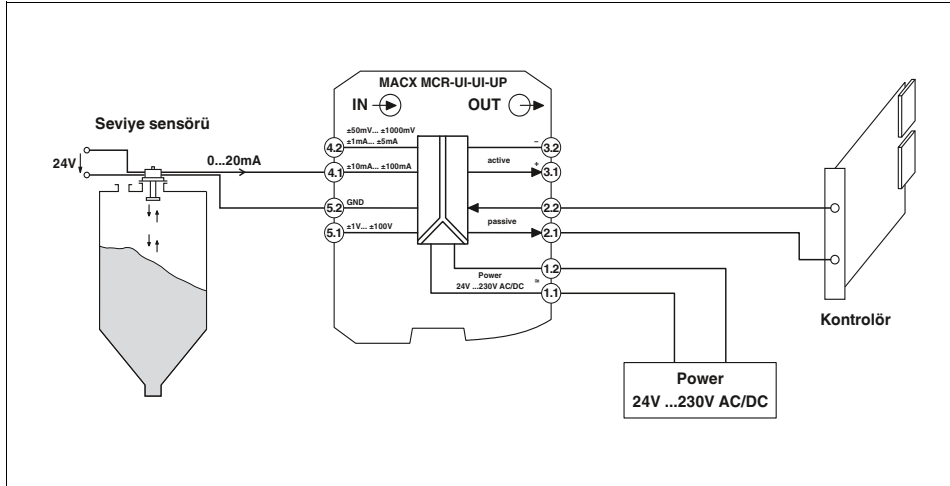 MACX MCR-UI-UI-UP
IN
OUT
Seviye sensörü
24V
0...20mA
±50mV... ±1000mV
±1mA... ±5mA
4.2
4.1
±10mA... ±100mA
5.2
GND
5.1
±1V... ±100V
–
3.2
active
+
3.1
2.2
passive
2.1
1.2
Power
24V ...230V AC/DC
≂
1.1
Kontrolör
Power
24V ...230V AC/DC